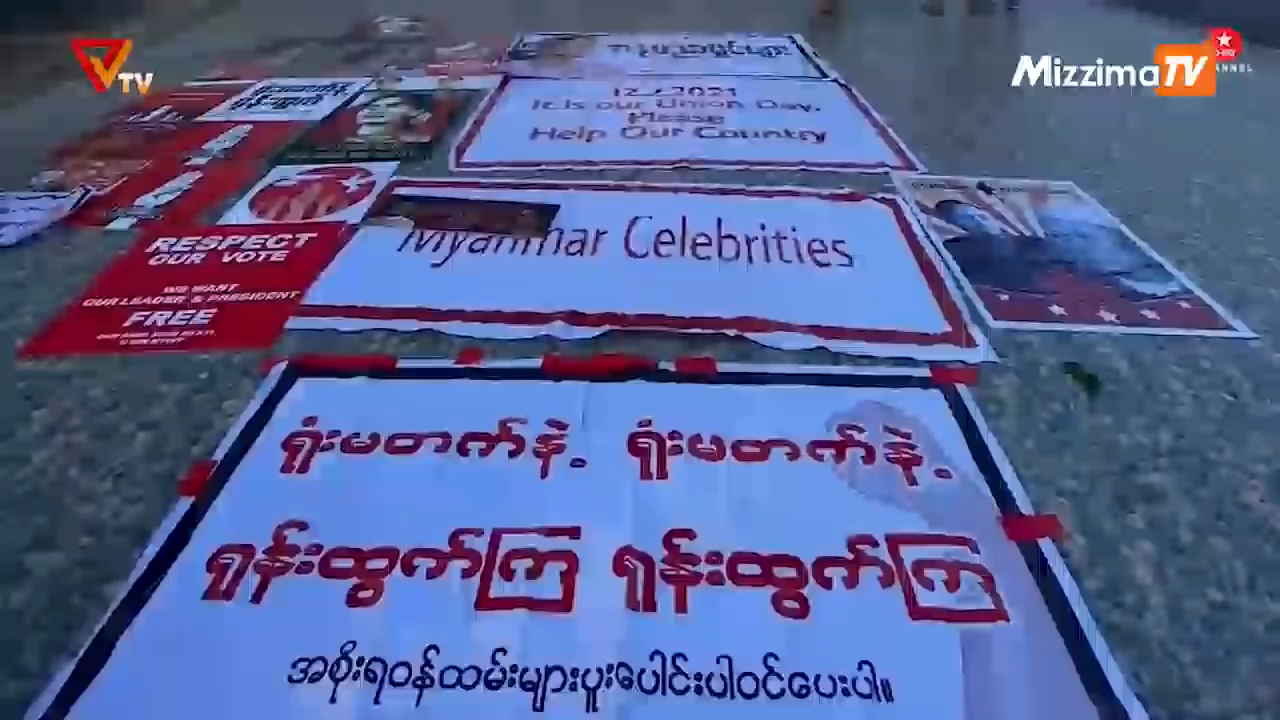 TV
MizzimaTV
It is our Union Day,
Please
Help Our Country
Myanmar Celebrities
RESPECT
OUR VOTE
WE WANT
OUR LEADER & PRESIDENT
FREE
ရုံးမတက်နဲ့ ရုံးမတက်နဲ့
ရုန်းထွက်ကြ ရုန်းထွက်ကြ
အစိုးရဝန်ထမ်းများပူးပေါင်းပါဝင်ပေးပါ။